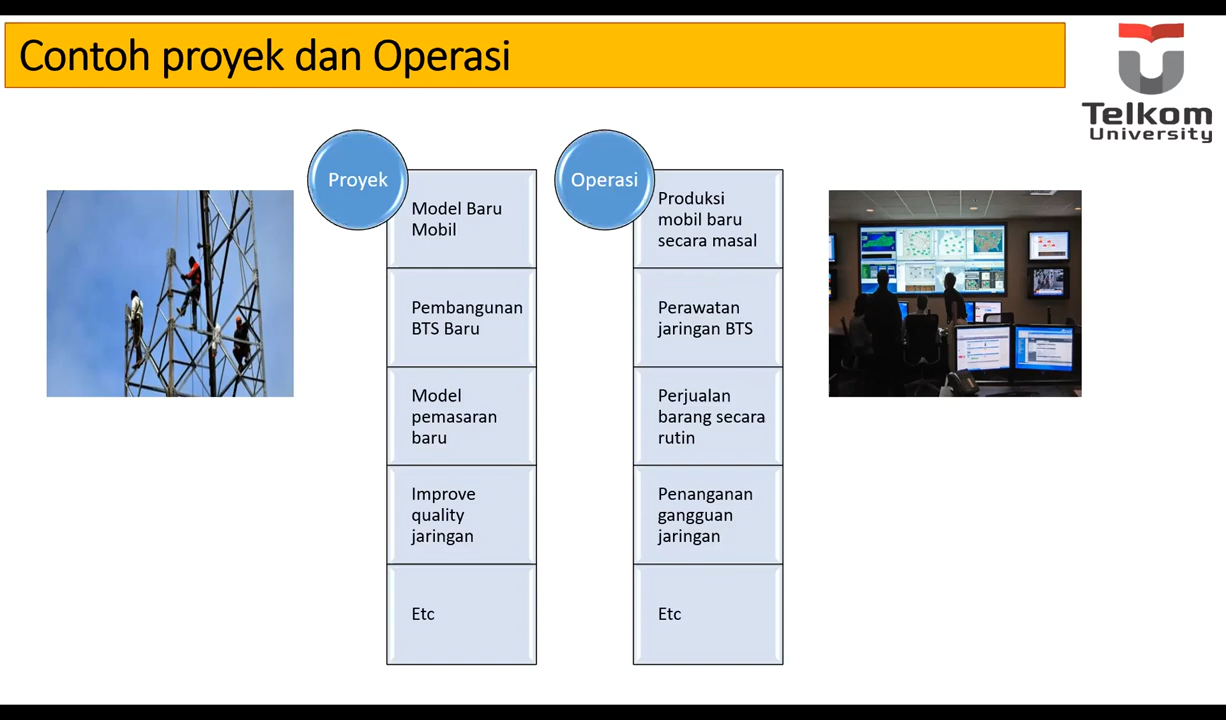 Contoh proyek dan Operasi
Telkom
University
Proyek
Model Baru
Mobil
Pembangunan
BTS Baru
Model
pemasaran
baru
Improve
quality
jaringan
Etc
Operasi
Produksi
mobil baru
secara masal
Perawatan
jaringan BTS
Perjualan
barang secara
rutin
Penanganan
gangguan
jaringan
Etc